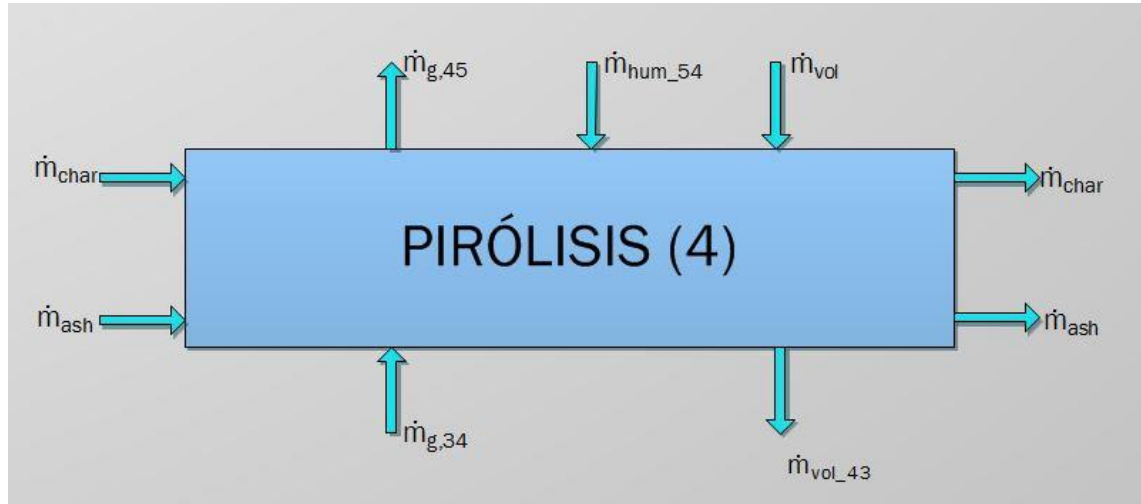 ṁg,45
ṁhum_54
ṁvol
ṁchar
ṁchar
PIRÓLISIS (4)
ṁash
ṁash
ṁg,34
ṁvol_43